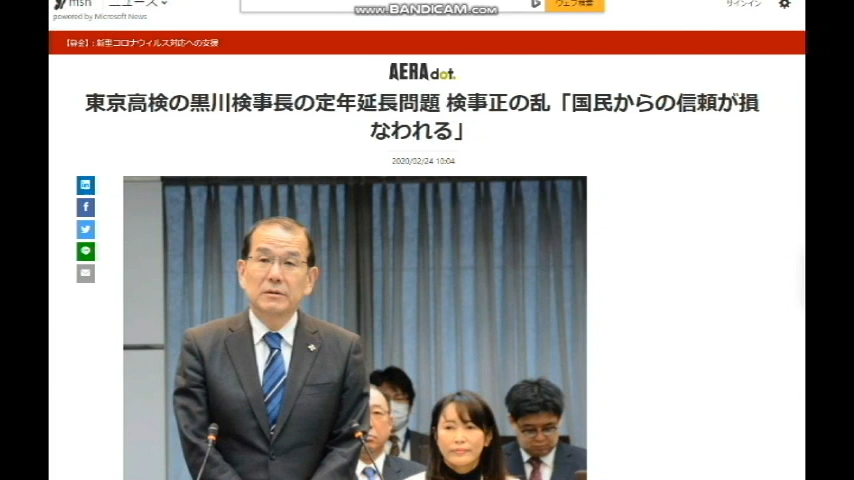 msn
ニュース
ウェブ検索
サインイン
powered by Microsoft News
www.BANDICAM.com
【募金】: 新型コロナウィルス対応への支援
AERAdot.
東京高検の黒川検事長の定年延長問題 検事正の乱「国民からの信頼が損
なわれる」
2020/02/24 10:04